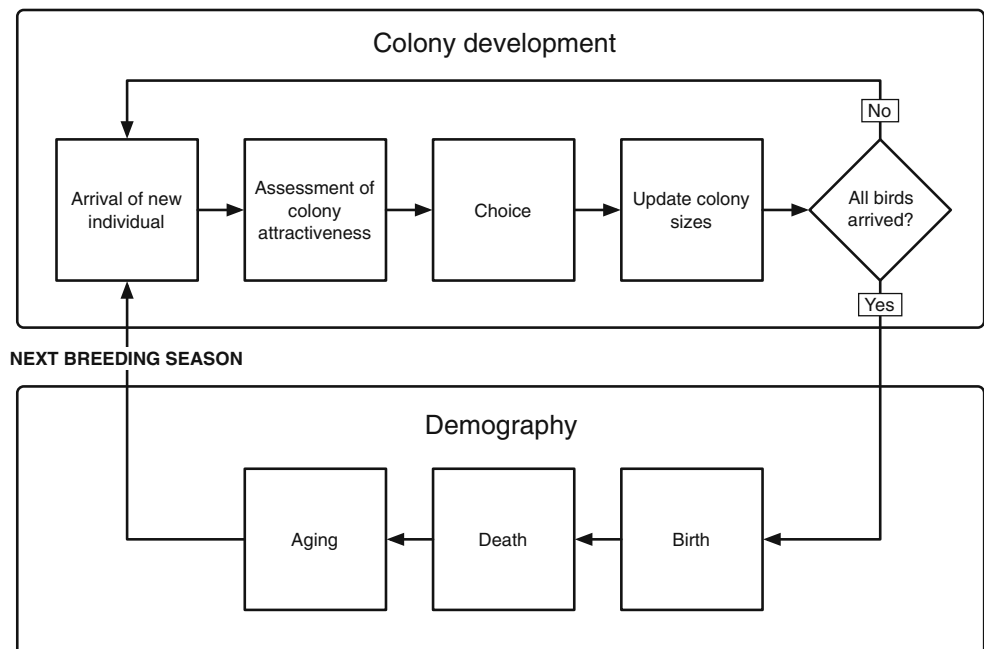 Colony development
No
Arrival of new
individual
Assessment of
colony
attractiveness
Choice
Update colony
sizes
All birds
arrived?
Yes
NEXT BREEDING SEASON
Demography
Aging
Death
Birth